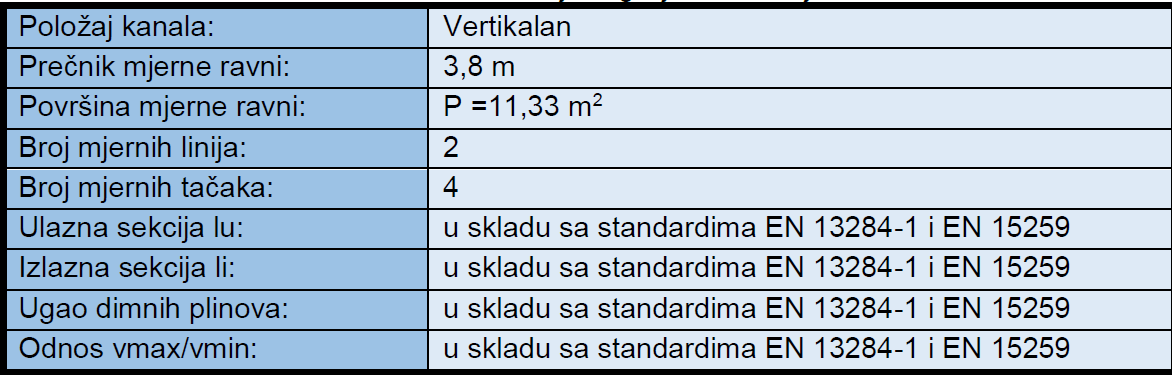 Položaj kanala: Vertikalan
Prečnik mjerne ravni: 3,8 m
Površina mjerne ravni: P =11,33 m²
Broj mjernih linija: 2
Broj mjernih tačaka: 4
Ulazna sekcija lu: u skladu sa standardima EN 13284-1 i EN 15259
Izlazna sekcija li: u skladu sa standardima EN 13284-1 i EN 15259
Ugao dimnih plinova: u skladu sa standardima EN 13284-1 i EN 15259
Odnos vmax/vmin: u skladu sa standardima EN 13284-1 i EN 15259